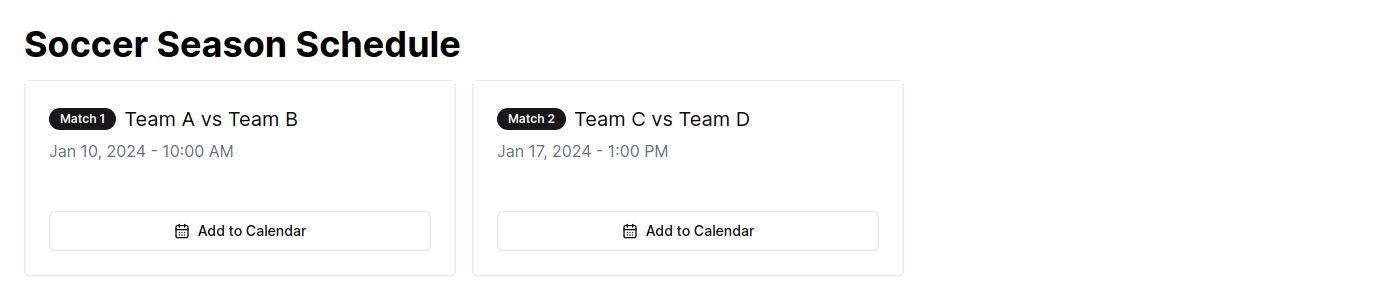 Soccer Season Schedule
Match 1 Team A vs Team B
Jan 10, 2024 - 10:00 AM
Add to Calendar
Match 2 Team C vs Team D
Jan 17, 2024 - 1:00 PM
Add to Calendar